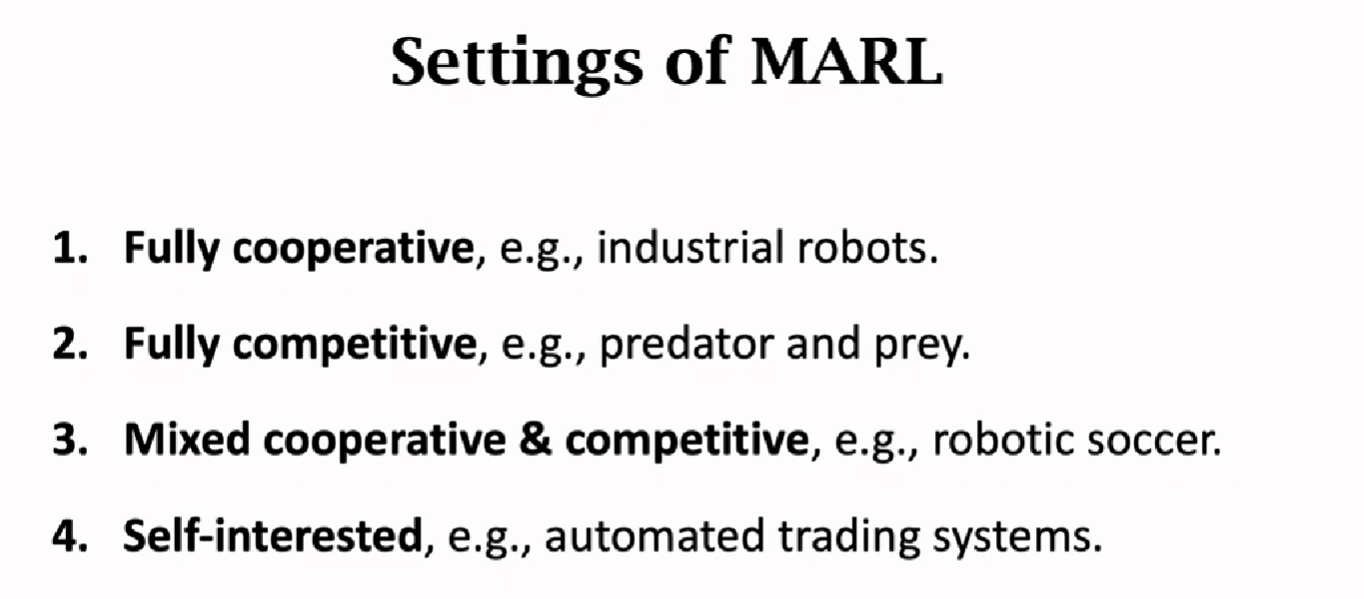 Settings of MARL
1. Fully cooperative, e.g., industrial robots.
2. Fully competitive, e.g., predator and prey.
3. Mixed cooperative & competitive, e.g., robotic soccer.
4. Self-interested, e.g., automated trading systems.